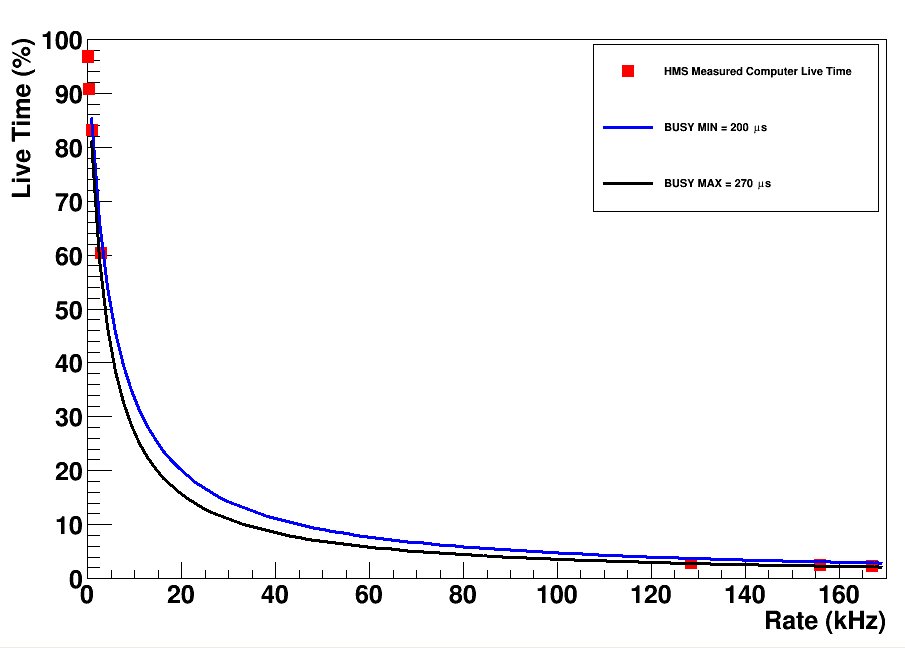 Live Time (%)
100
90
80
70
60
50
40
30
20
10
0
0 20 40 60 80 100 120 140 160
Rate (kHz)
HMS Measured Computer Live Time
BUSY MIN = 200 μs
BUSY MAX = 270 μs